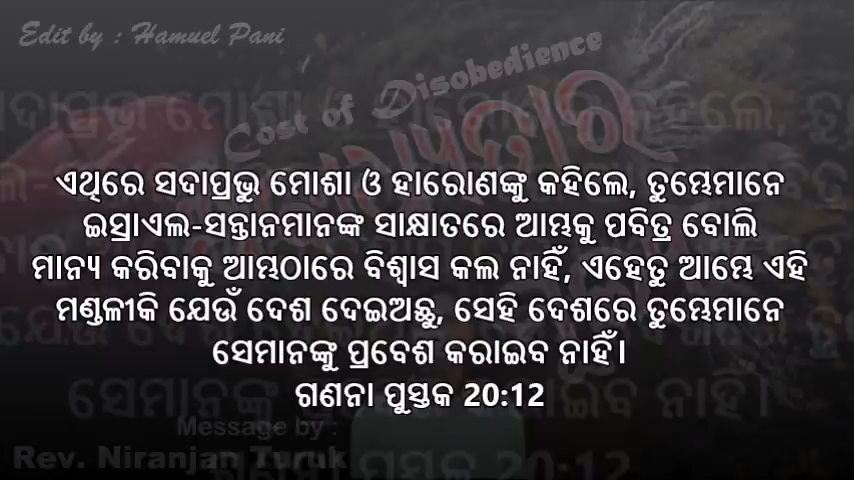 Edit by : Hamuel Pani
Cost of Disobedience
ଏଥିରେ ସଦାପ୍ରଭୁ ମୋଶା ଓ ହାରୋଣଙ୍କୁ କହିଲେ, ତୁମ୍ଭେମାନେ
ଇସ୍ରାଏଲ-ସନ୍ତାନମାନଙ୍କ ସାକ୍ଷାତରେ ଆମ୍ଭକୁ ପବିତ୍ର ବୋଲି
ମାନ୍ୟ କରିବାକୁ ଆମ୍ଭଠାରେ ବିଶ୍ୱାସ କଲ ନାହିଁ, ଏହେତୁ ଆମ୍ଭେ ଏହି
ମଣ୍ଡଳୀକି ଯେଉଁ ଦେଶ ଦେଇଅଛୁ, ସେହି ଦେଶରେ ତୁମ୍ଭେମାନେ
ସେମାନଙ୍କୁ ପ୍ରବେଶ କରାଇବ ନାହିଁ।
ଗଣନା ପୁସ୍ତକ 20:12
Message by :
Rev. Niranjan Turuk